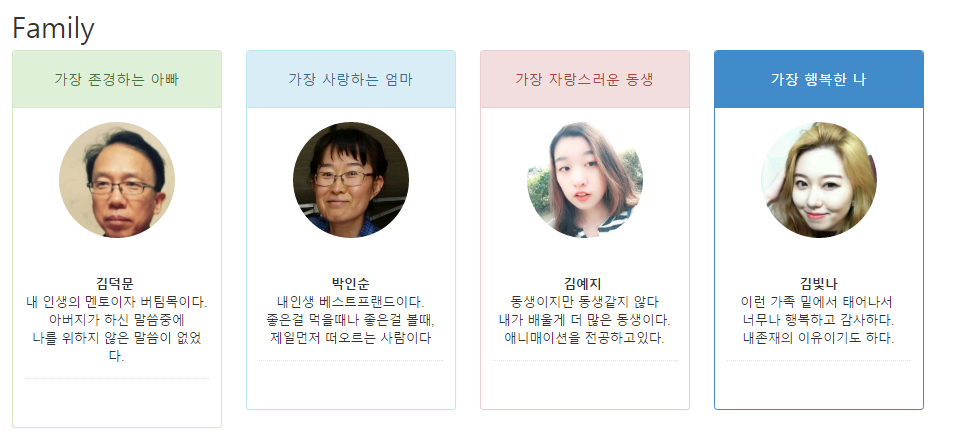 Family
가장 존경하는 아빠
김덕문
내 인생의 멘토이자 버팀목이다.
아버지가 하신 말씀중에
나를 위하지 않은 말씀이 없었
다.
가장 사랑하는 엄마
박인순
내인생 베스트프랜드이다.
좋은걸 먹을때나 좋은걸 볼때,
제일먼저 떠오르는 사람이다
가장 자랑스러운 동생
김예지
동생이지만 동생같지 않다
내가 배울게 더 많은 동생이다.
애니매이션을 전공하고있다.
가장 행복한 나
김빛나
이런 가족 밑에서 태어나서
너무나 행복하고 감사하다.
내존재의 이유이기도 하다.